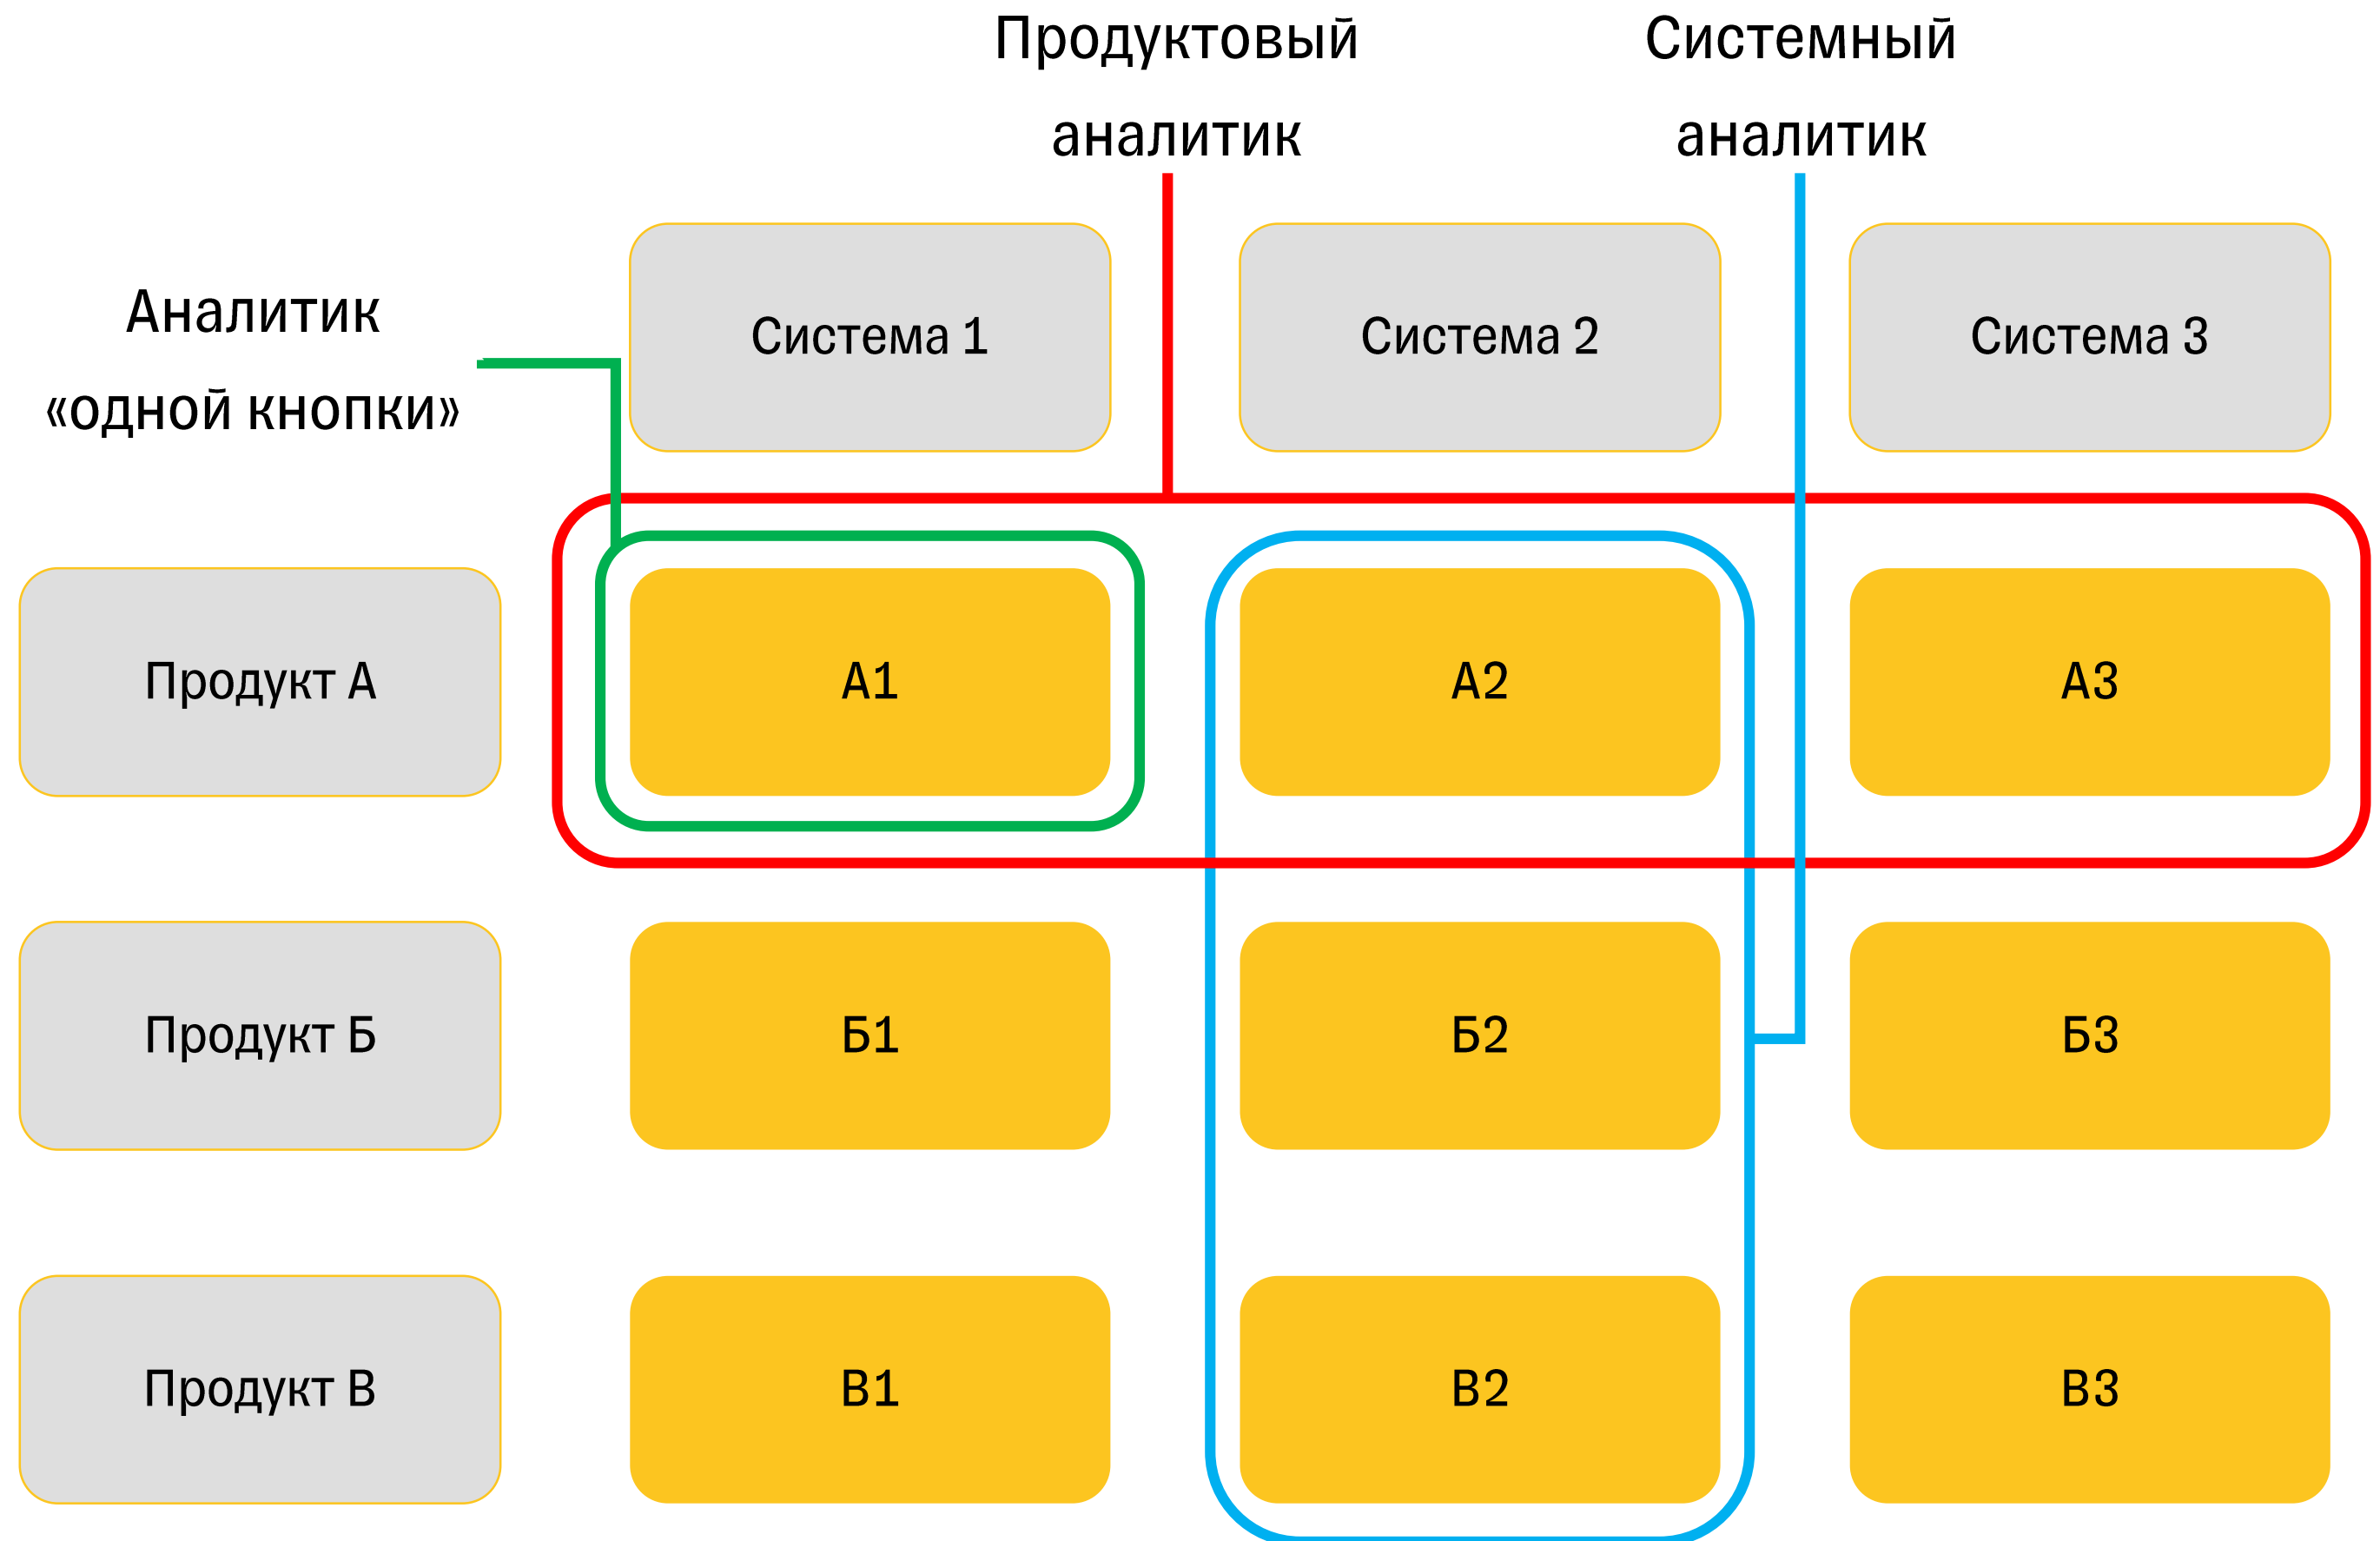 Продуктовый
аналитик
Системный
аналитик
Аналитик
«одной кнопки»
Система 1
Система 2
Система 3
Продукт А
А1
А2
А3
Продукт Б
Б1
Б2
Б3
Продукт В
В1
В2
В3